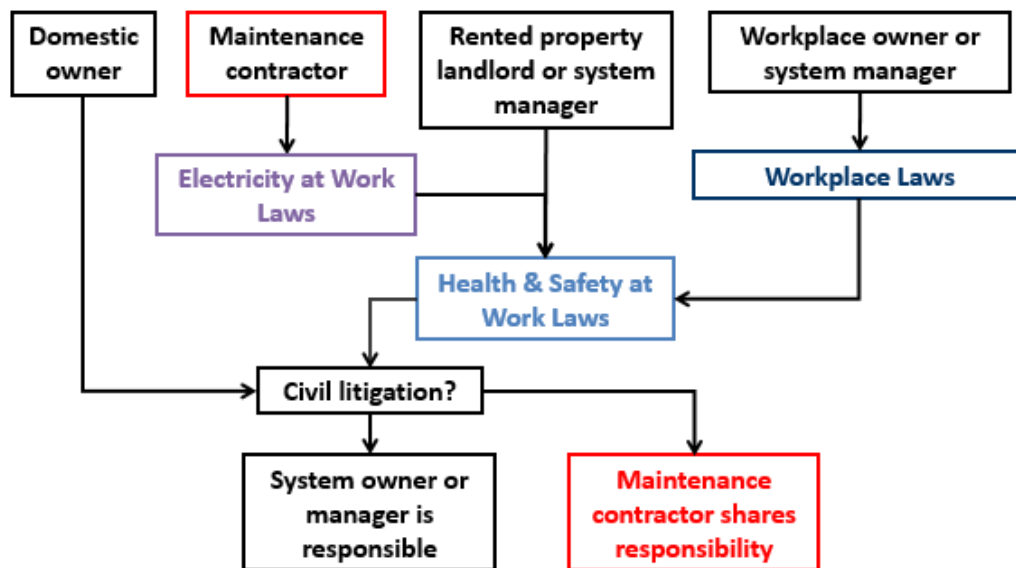 Domestic
owner
Maintenance
contractor
Rented property
landlord or system
manager
Workplace owner or
system manager
Electricity at Work
Laws
Workplace Laws
Health & Safety at
Work Laws
Civil litigation?
System owner or
manager is
responsible
Maintenance
contractor shares
responsibility